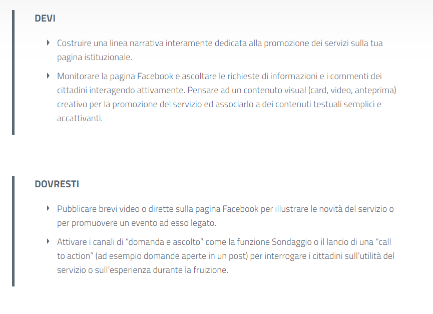 DEVI
Costruire una linea narrativa interamente dedicata alla promozione dei servizi sulla tua
pagina istituzionale.
Monitorare la pagina Facebook e ascoltare le richieste di informazioni e i commenti dei
cittadini interagendo attivamente. Pensare ad un contenuto visual (card, video, anteprima)
creativo per la promozione del servizio ed associarlo a dei contenuti testuali semplici e
accattivanti.
DOVRESTI
Pubblicare brevi video o dirette sulla pagina Facebook per illustrare le novità del servizio o
per promuovere un evento ad esso legato.
Attivare i canali di “domanda e ascolto” come la funzione Sondaggio o il lancio di una “call
to action” (ad esempio domande aperte in un post) per interrogare i cittadini sull’utilità del
servizio o sull’esperienza durante la fruizione.